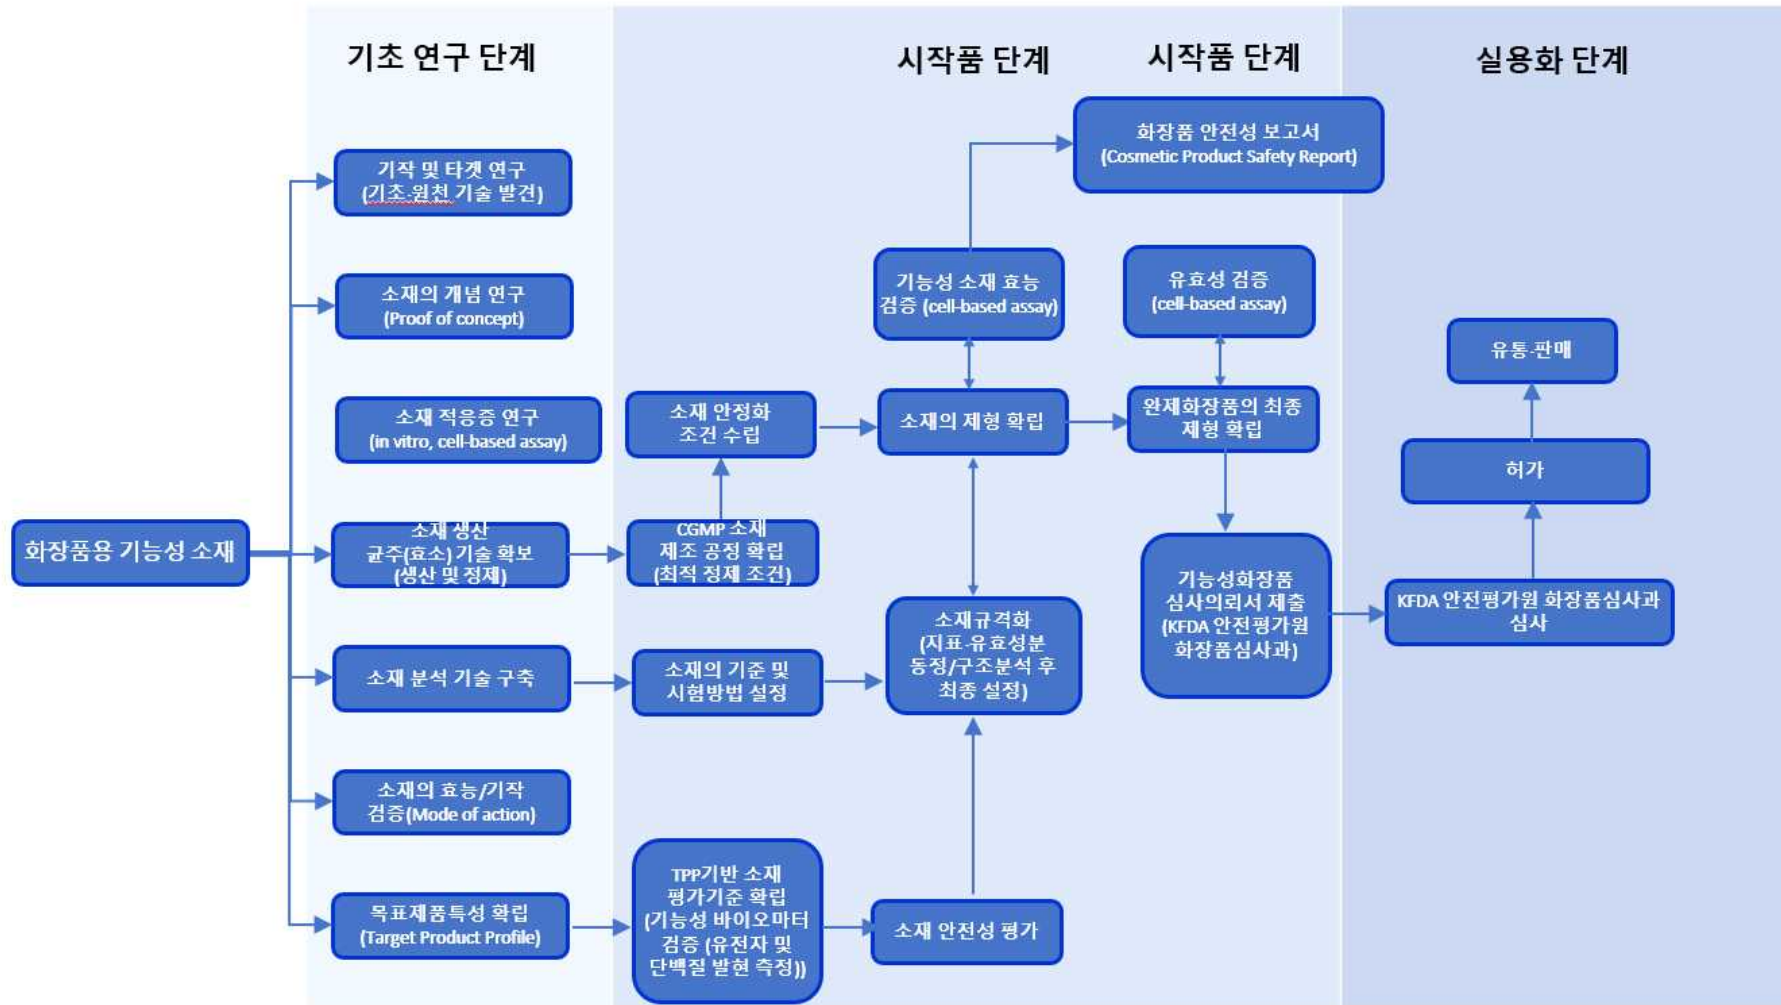 기초 연구 단계
시작품 단계
시작품 단계
실용화 단계
화장품용 기능성 소재
기작 및 타겟 연구
(기초·원천 기술 발견)
소재의 개념 연구
(Proof of concept)
소재 적응증 연구
(in vitro, cell-based assay)
소재 생산
균주(효소) 기술 확보
(생산 및 정제)
소재 분석 기술 구축
소재의 효능/기작
검증(Mode of action)
목표제품특성 확립
(Target Product Profile)
소재 안정화
조건 수립
CGMP 소재
제조 공정 확립
(최적 정제 조건)
소재의 기준 및
시험방법 설정
TPP기반 소재
평가기준 확립
(기능성 바이오마터
검증 (유전자 및
단백질 발현 측정))
기능성 소재 효능
검증 (cell-based assay)
소재의 제형 확립
소재규격화
(지표·유효성분
동정/구조분석 후
최종 설정)
소재 안전성 평가
화장품 안전성 보고서
(Cosmetic Product Safety Report)
유효성 검증
(cell-based assay)
완제화장품의 최종
제형 확립
기능성화장품
심사의뢰서 제출
(KFDA 안전평가원
화장품심사과)
유통·판매
허가
KFDA 안전평가원 화장품심사과
심사